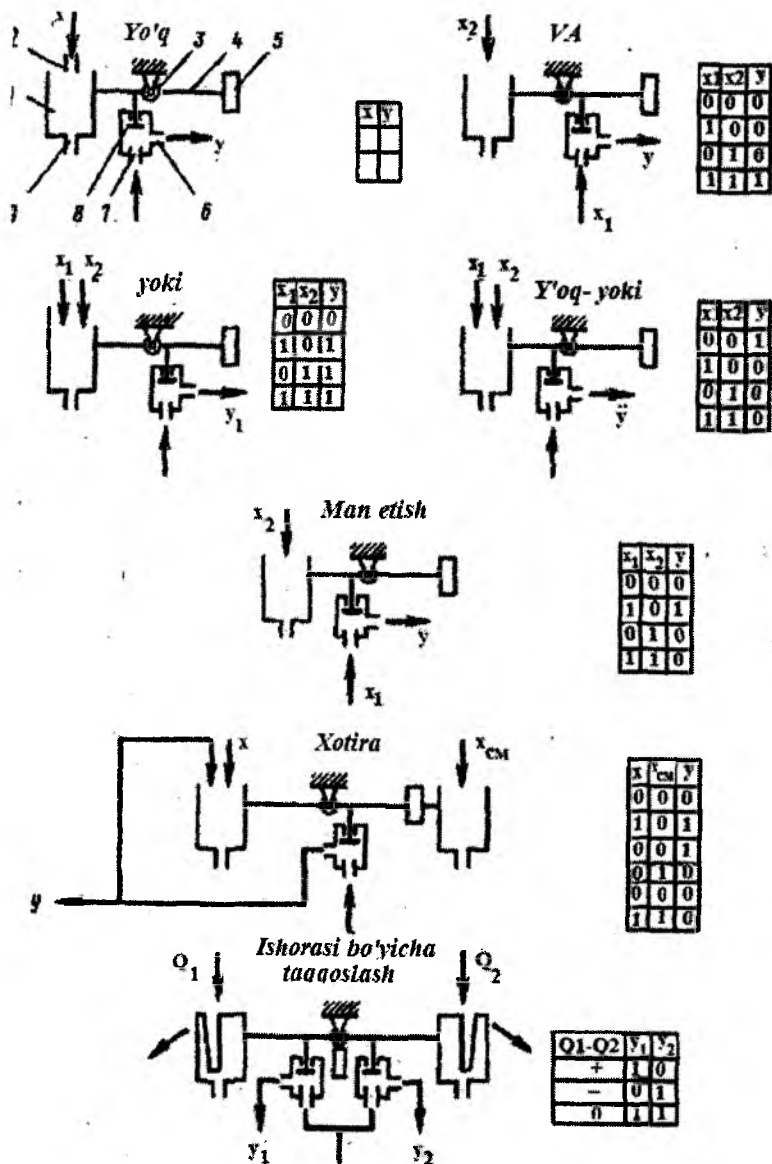 x Yo'q 3 4 5
2
1
y
8 7 6
x y
x2 VA
y
x1
x1 x2 y
0 0 0
1 0 0
0 1 0
1 1 1
x1 x2 yoki
y1
x1 x2 y
0 0 0
1 0 1
0 1 1
1 1 1
x1 x2 Y'oq- yoki
ÿ
x1 x2 y
0 0 1
1 0 0
0 1 0
1 1 0
x2 Man etish
y
x1
x1 x2 y
0 0 0
1 0 1
0 1 0
1 1 0
x Xotira xCM
y
x xCM y
0 0 0
1 0 1
0 0 1
0 1 0
0 0 0
1 1 0
Ishorasi bo'yicha
taqqoslash
Q1 Q2
y1 y2
Q1-Q2 y1 y2
+ 1 0
− 0 1
0 1 1